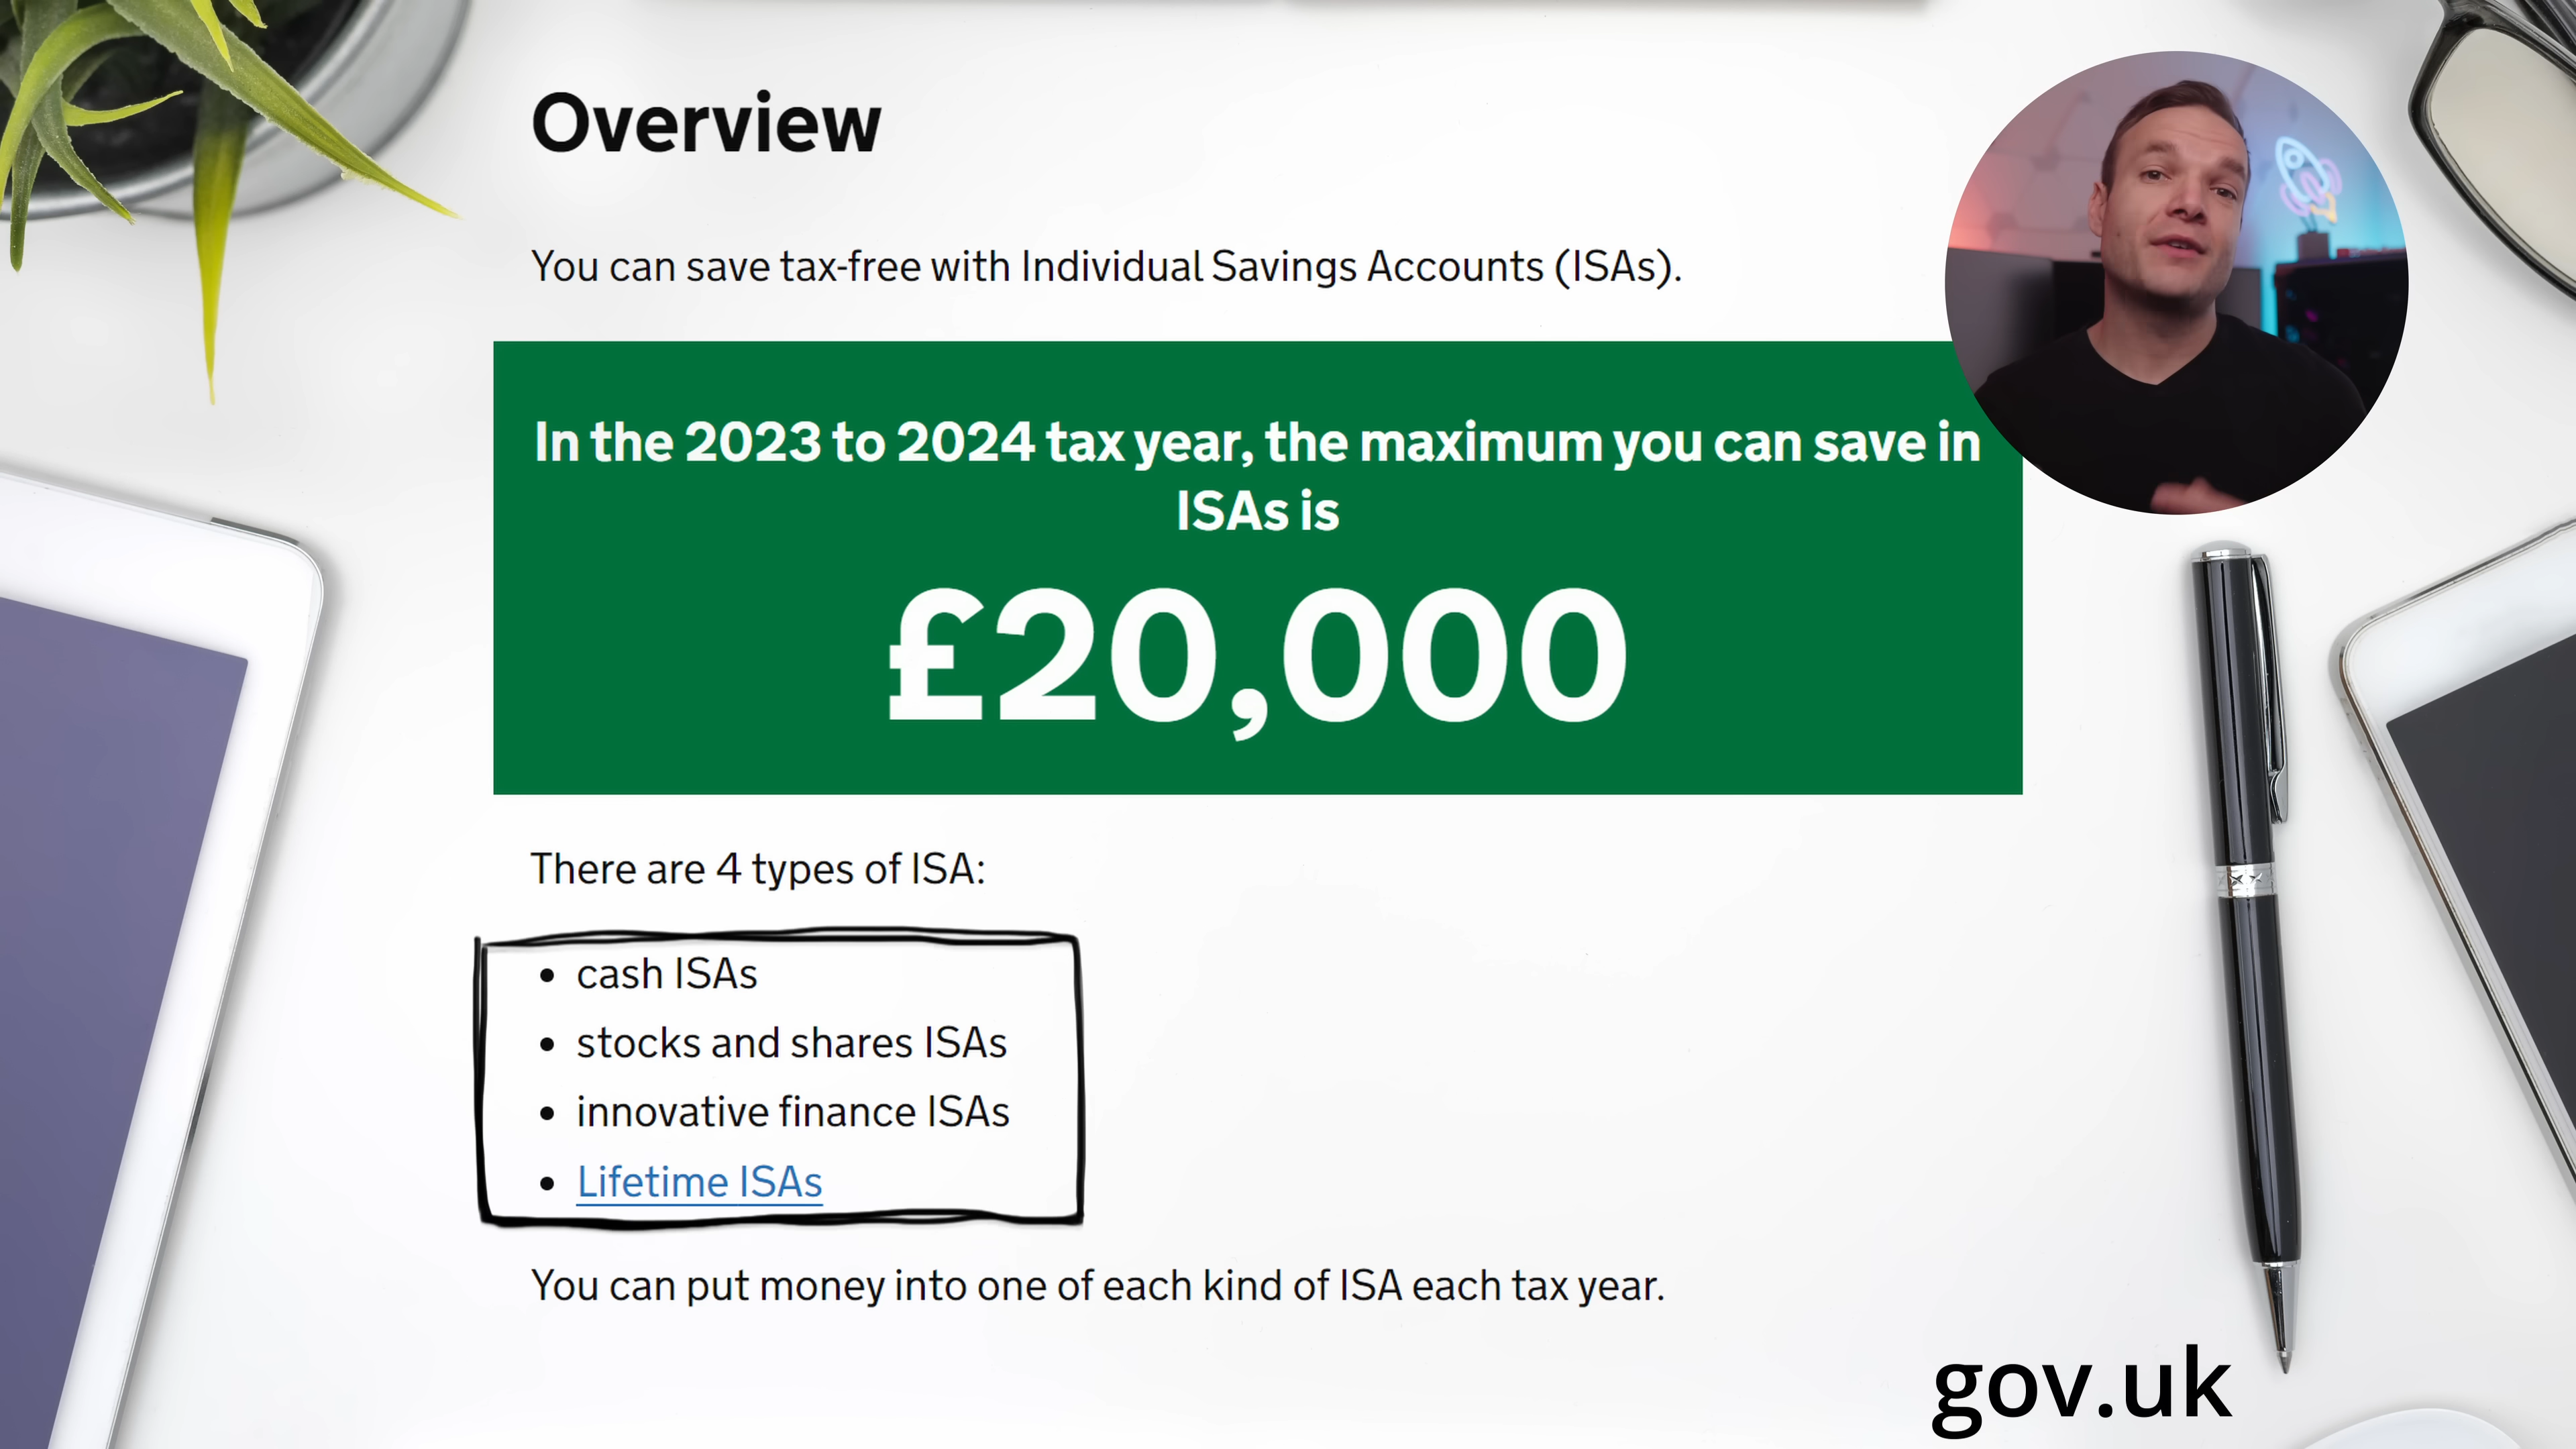 Overview
You can save tax-free with Individual Savings Accounts (ISAs).
In the 2023 to 2024 tax year, the maximum you can save in
ISAs is
£20,000
There are 4 types of ISA:
• cash ISAs
• stocks and shares ISAs
• innovative finance ISAs
• Lifetime ISAs
You can put money into one of each kind of ISA each tax year.
gov.uk